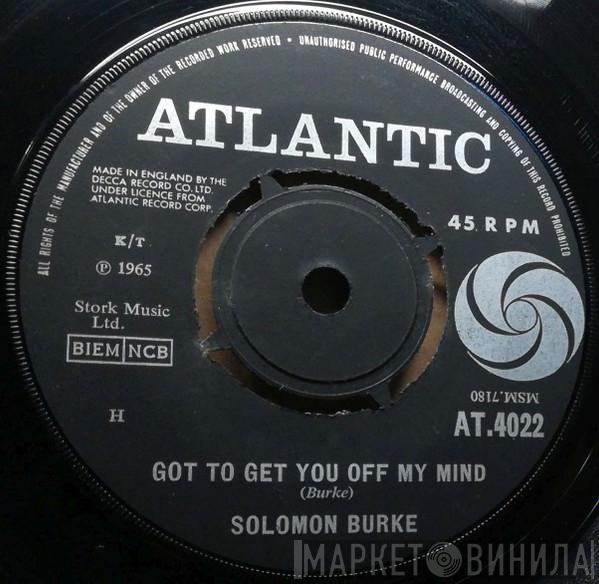 ALL RIGHTS OF THE MANUFACTURER AND OF THE OWNER OF THE RECORDED WORK RESERVED • UNAUTHORISED PUBLIC PERFORMANCE BROADCASTING AND COPYING OF THIS RECORD PROHIBITED
ATLANTIC
MADE IN ENGLAND BY THE
DECCA RECORD CO. LTD.
UNDER LICENCE FROM
ATLANTIC RECORD CORP.
45 RPM
K/T
℗ 1965
Stork Music
Ltd.
BIEM NCB
MSM.7180
H
AT.4022
GOT TO GET YOU OFF MY MIND
(Burke)
SOLOMON BURKE
МАРКЕТ ВИНИЛА